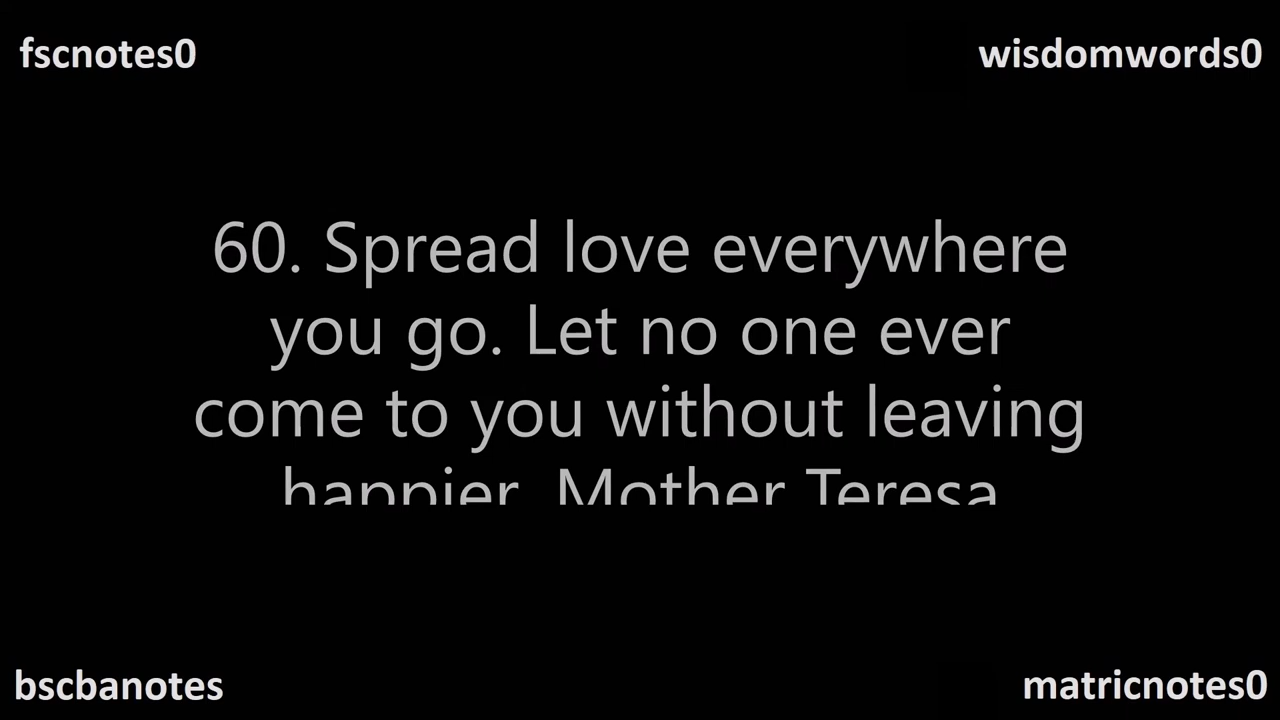 fscnotes0
wisdomwords0
60. Spread love everywhere
you go. Let no one ever
come to you without leaving
happier. Mother Teresa
bscbanotes
matricnotes0